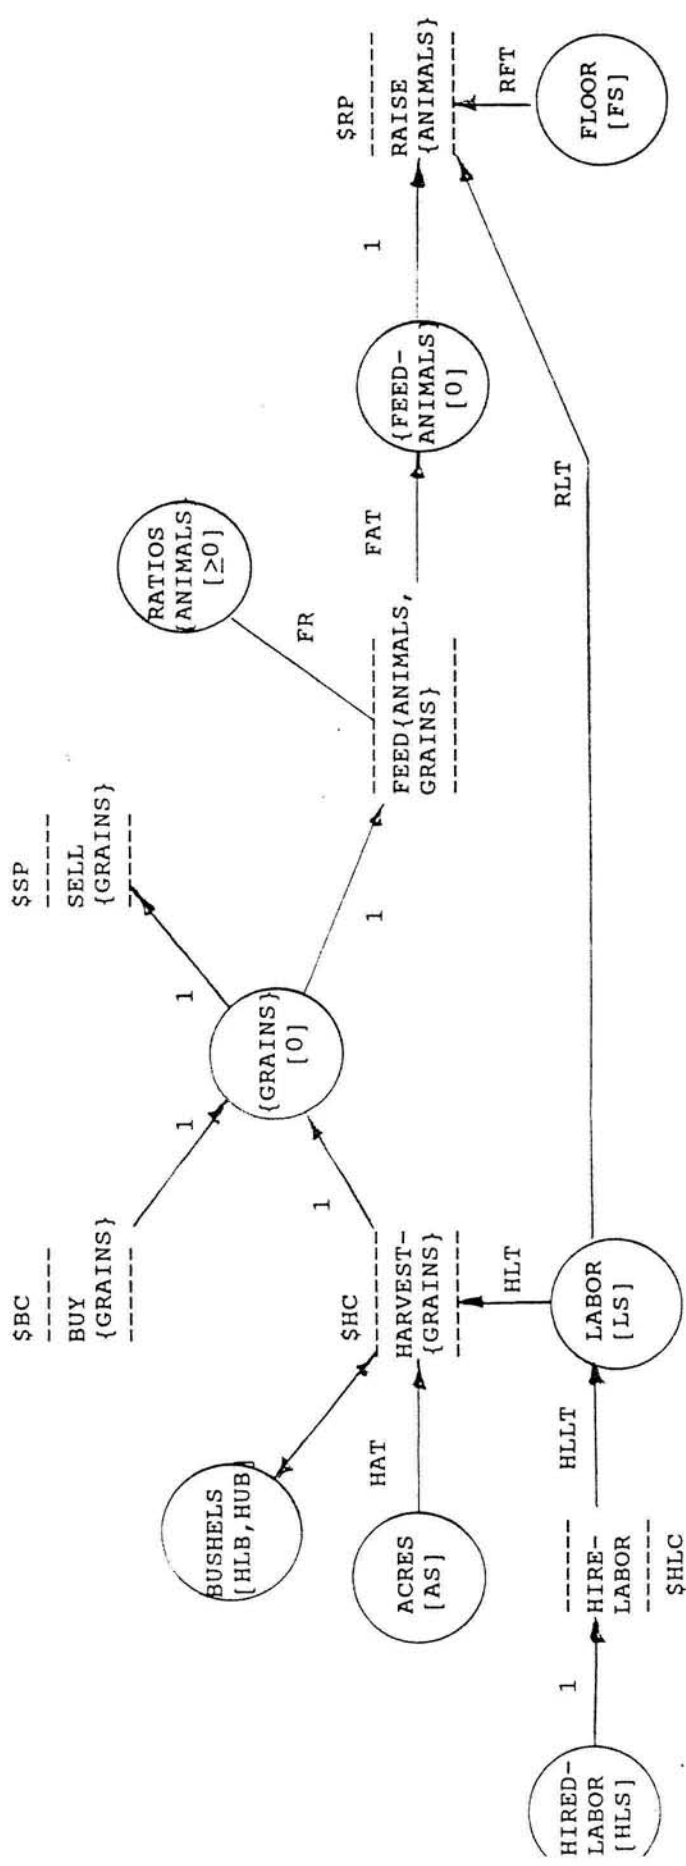 $BC
------
BUY
{GRAINS}
------
$SP
------
SELL
{GRAINS}
------
1
1
BUSHELS
[HLB,HUB]
{GRAINS}
[0]
RATIOS
{ANIMALS}
[≥0]
FR
1
1
$HC
------
HARVEST-
{GRAINS}
------
HAT
ACRES
[AS]
------
FEED{ANIMALS,
GRAINS}
------
FAT
{FEED-
ANIMALS}
[0]
1
$RP
------
RAISE
{ANIMALS}
------
HLT
RLT
RFT
FLOOR
[FS]
HIRED-
LABOR
[HLS]
1
------
HIRE-
LABOR
------
$HLC
HLLT
LABOR
[LS]